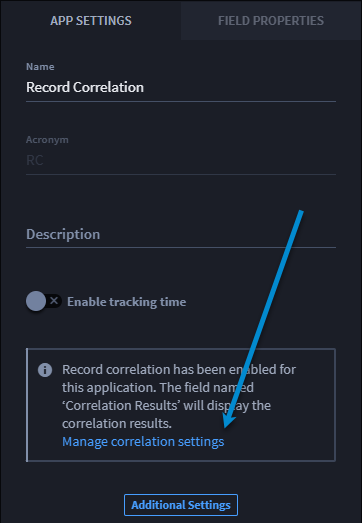 APP SETTINGS
FIELD PROPERTIES
Name
Record Correlation
Acronym
RC
Description
Enable tracking time
Record correlation has been enabled for
this application. The field named
‘Correlation Results’ will display the
correlation results.
Manage correlation settings
Additional Settings